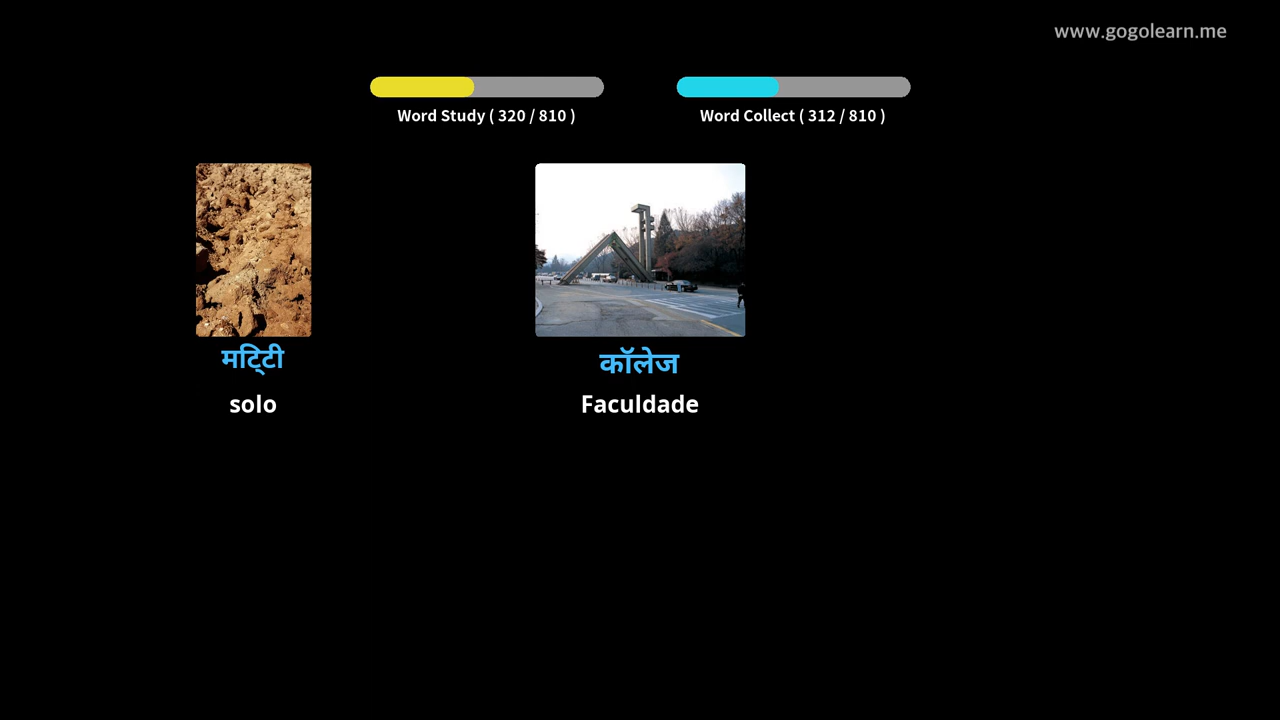 www.gogolearn.me
Word Study ( 320 / 810 )
Word Collect ( 312 / 810 )
मिट्टी
कॉलेज
solo
Faculdade